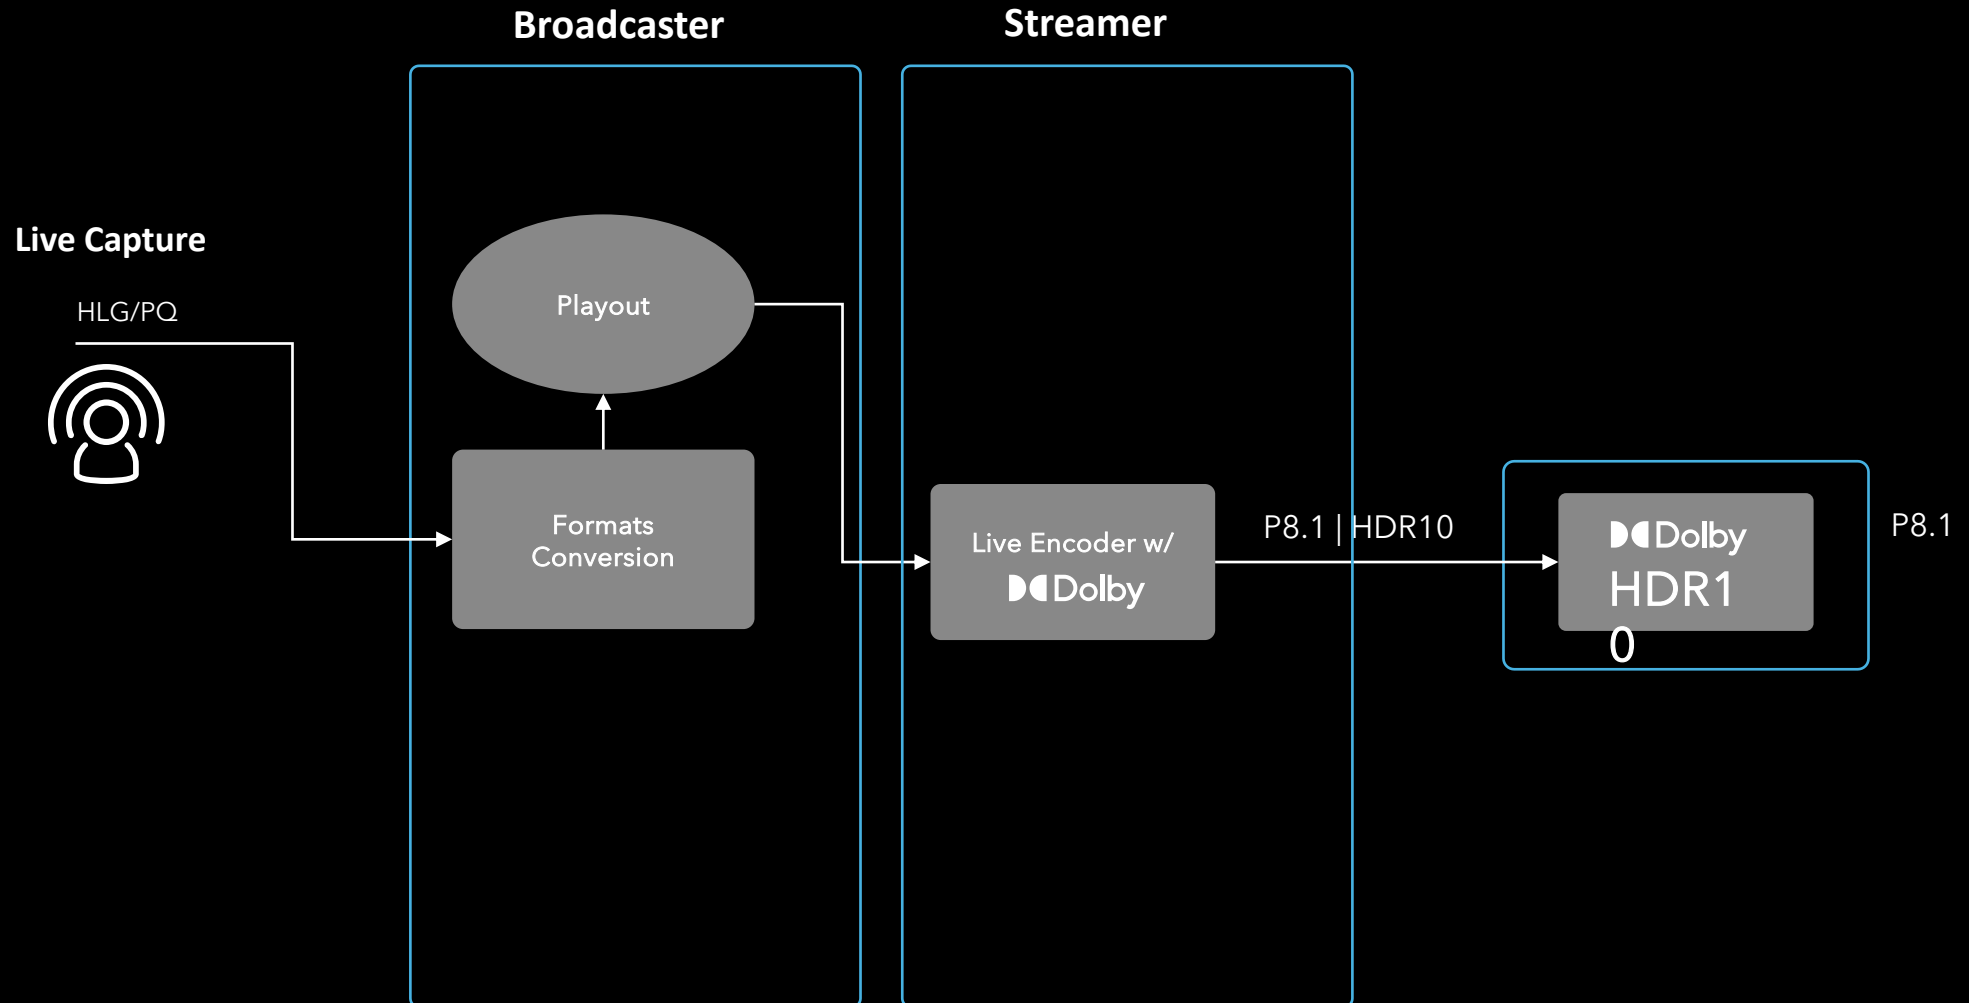 Broadcaster
Streamer
Live Capture
HLG/PQ
Playout
Formats
Conversion
Live Encoder w/
Dolby
P8.1 | HDR10
Dolby
HDR1
0
P8.1